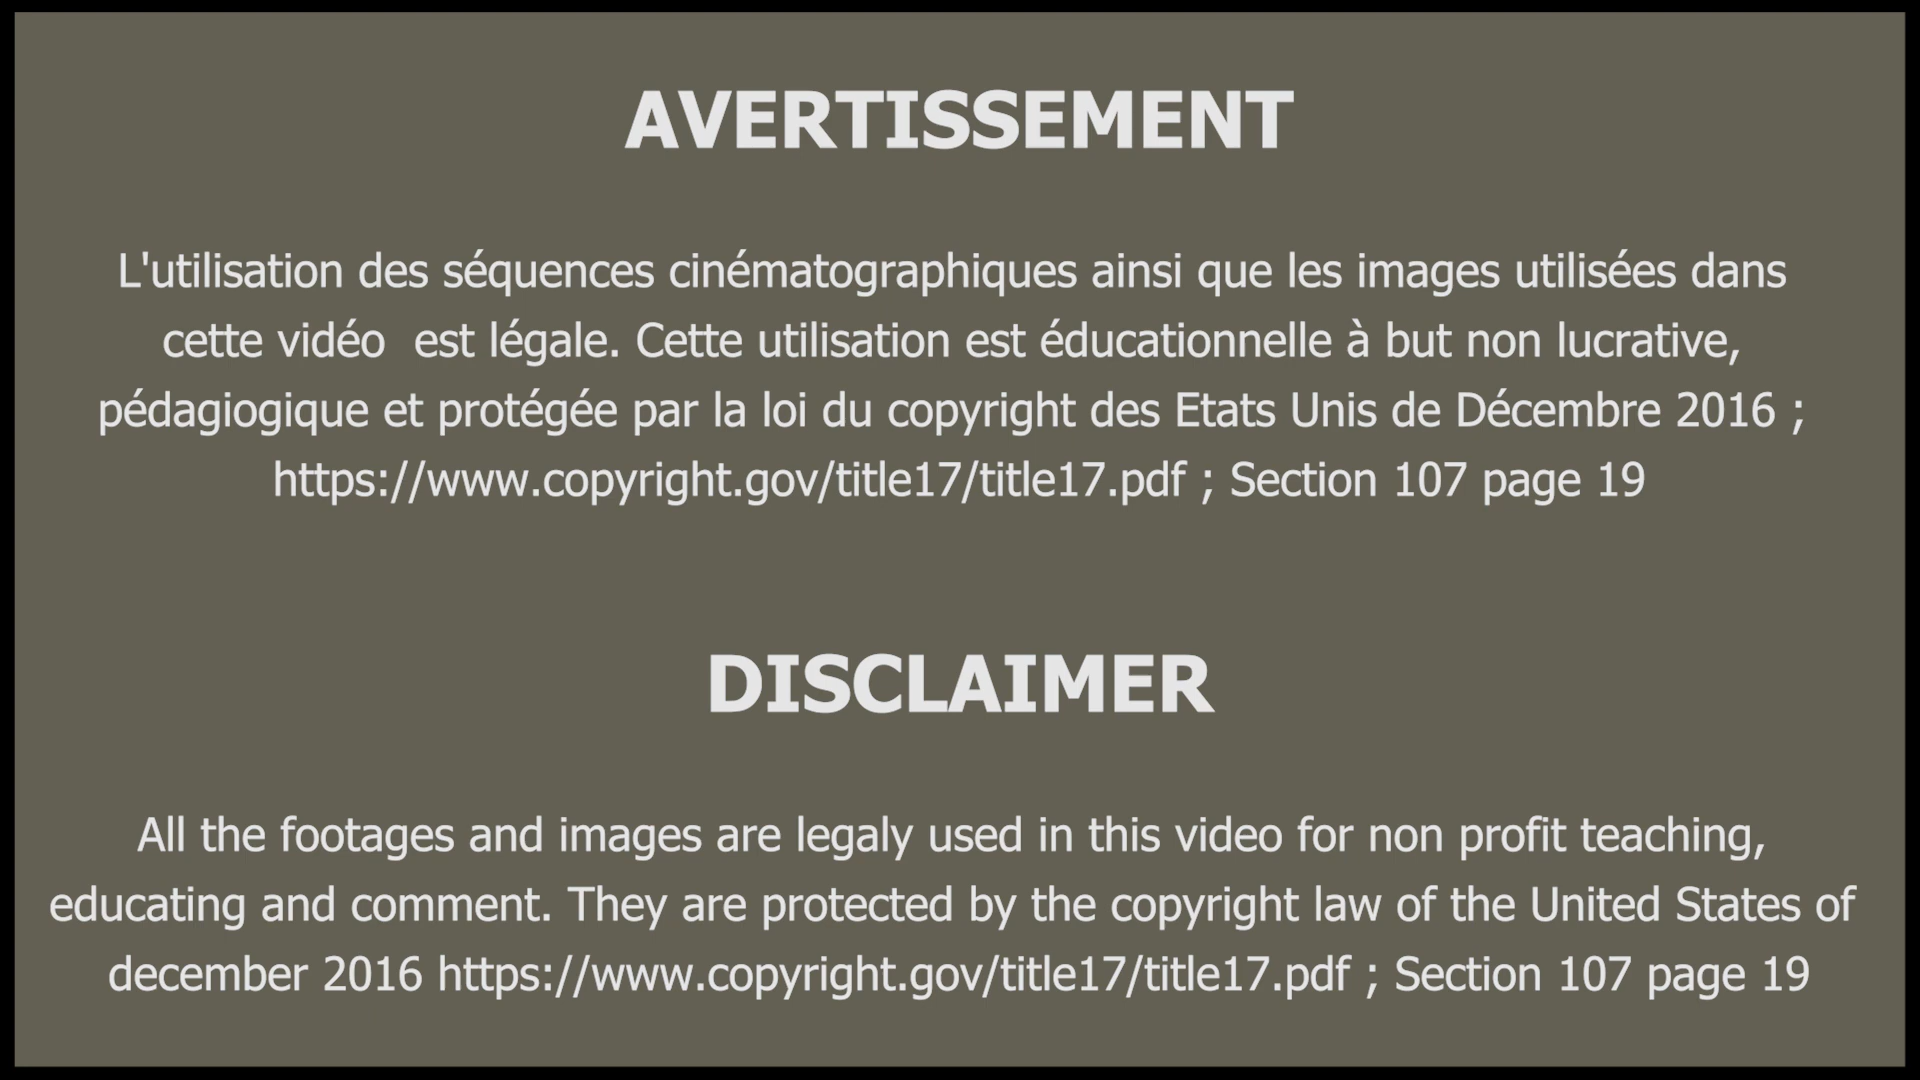 AVERTISSEMENT
L'utilisation des séquences cinématographiques ainsi que les images utilisées dans
cette vidéo  est légale. Cette utilisation est éducationnelle à but non lucrative,
pédagiogique et protégée par la loi du copyright des Etats Unis de Décembre 2016 ;
https://www.copyright.gov/title17/title17.pdf ; Section 107 page 19
DISCLAIMER
All the footages and images are legaly used in this video for non profit teaching,
educating and comment. They are protected by the copyright law of the United States of
december 2016 https://www.copyright.gov/title17/title17.pdf ; Section 107 page 19